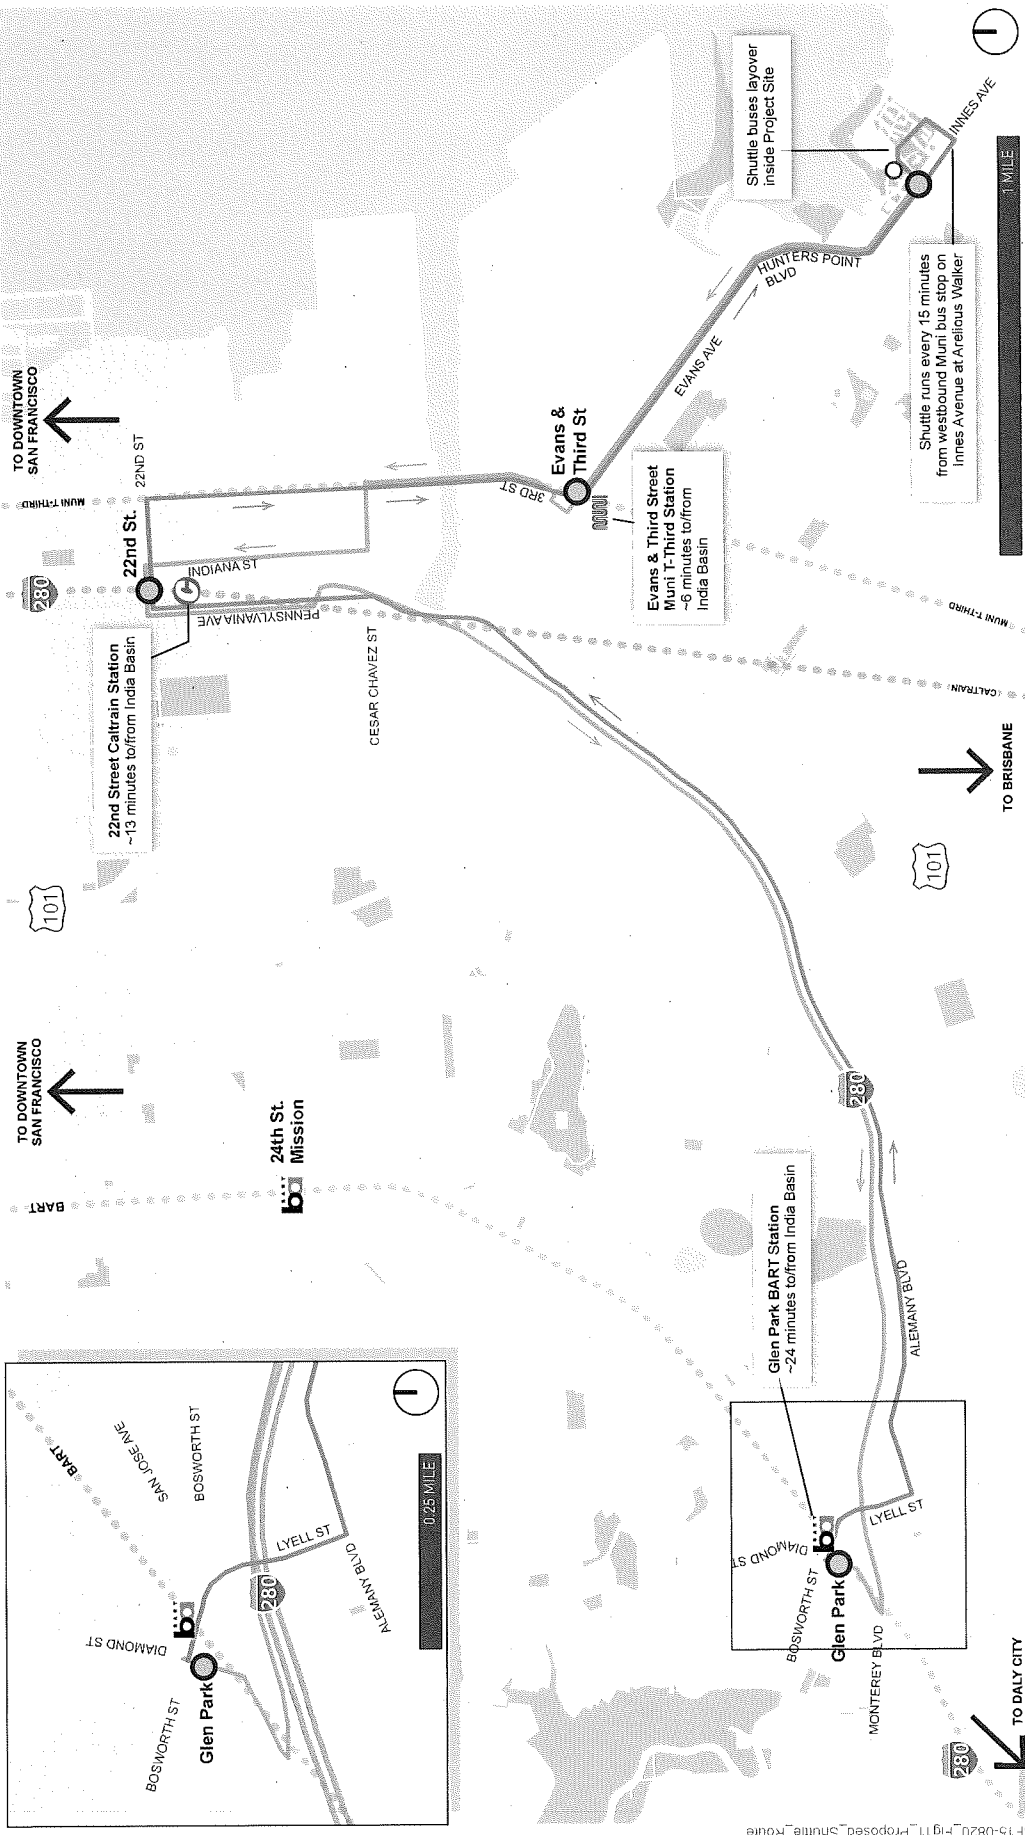 TO DOWNTOWN
SAN FRANCISCO
TO DOWNTOWN
SAN FRANCISCO
BART
101
280
MUNI T-THIRD
22ND ST
22nd St.
22nd Street Caltrain Station
~13 minutes to/from India Basin
INDIANA ST
PENNSYLVANIA AVE
CESAR CHAVEZ ST
BART
24th St.
Mission
3RD ST
Evans &
Third St
MUNI
Evans & Third Street
Muni T-Third Station
~6 minutes to/from
India Basin
EVANS AVE
HUNTERS POINT
BLVD
Shuttle buses layover
inside Project Site
INNES AVE
Shuttle runs every 15 minutes
from westbound Muni bus stop on
Innes Avenue at Arelious Walker
1 MILE
MUNI T-THIRD
CALTRAIN
TO BRISBANE
101
280
ALEMANY BLVD
Glen Park BART Station
~24 minutes to/from India Basin
BART
DIAMOND ST
LYELL ST
BOSWORTH ST
Glen Park
MONTEREY BLVD
280
TO DALY CITY
BART
SAN JOSE AVE
BOSWORTH ST
BART
DIAMOND ST
LYELL ST
BOSWORTH ST
Glen Park
280
ALEMANY BLVD
0.25 MILE
F15-0820_Fig11_Proposed_Shuttle_Route